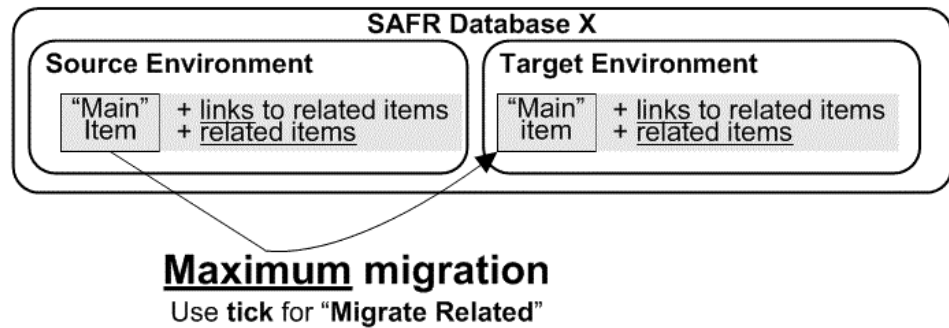 SAFR Database X
Source Environment
“Main” Item
+ links to related items
+ related items
Target Environment
“Main” item
+ links to related items
+ related items
Maximum migration
Use tick for “Migrate Related”